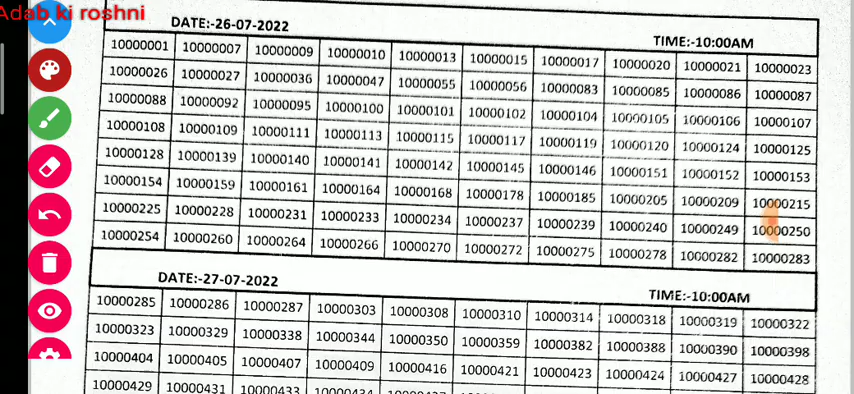 Adab ki roshni
DATE:-26-07-2022 TIME:-10:00AM
10000001 10000007 10000009 10000010 10000013 10000015 10000017 10000020 10000021 10000023
10000026 10000027 10000036 10000047 10000055 10000056 10000083 10000085 10000086 10000087
10000088 10000092 10000095 10000100 10000101 10000102 10000104 10000105 10000106 10000107
10000108 10000109 10000111 10000113 10000115 10000117 10000119 10000120 10000124 10000125
10000128 10000139 10000140 10000141 10000142 10000145 10000146 10000151 10000152 10000153
10000154 10000159 10000161 10000164 10000168 10000178 10000185 10000205 10000209 10000215
10000225 10000228 10000231 10000233 10000234 10000237 10000239 10000240 10000249 10000250
10000254 10000260 10000264 10000266 10000270 10000272 10000275 10000278 10000282 10000283
DATE:-27-07-2022 TIME:-10:00AM
10000285 10000286 10000287 10000303 10000308 10000310 10000314 10000318 10000319 10000322
10000323 10000329 10000338 10000344 10000350 10000359 10000382 10000388 10000390 10000398
10000404 10000405 10000407 10000409 10000416 10000421 10000423 10000424 10000427 10000428
10000429 10000431 10000433